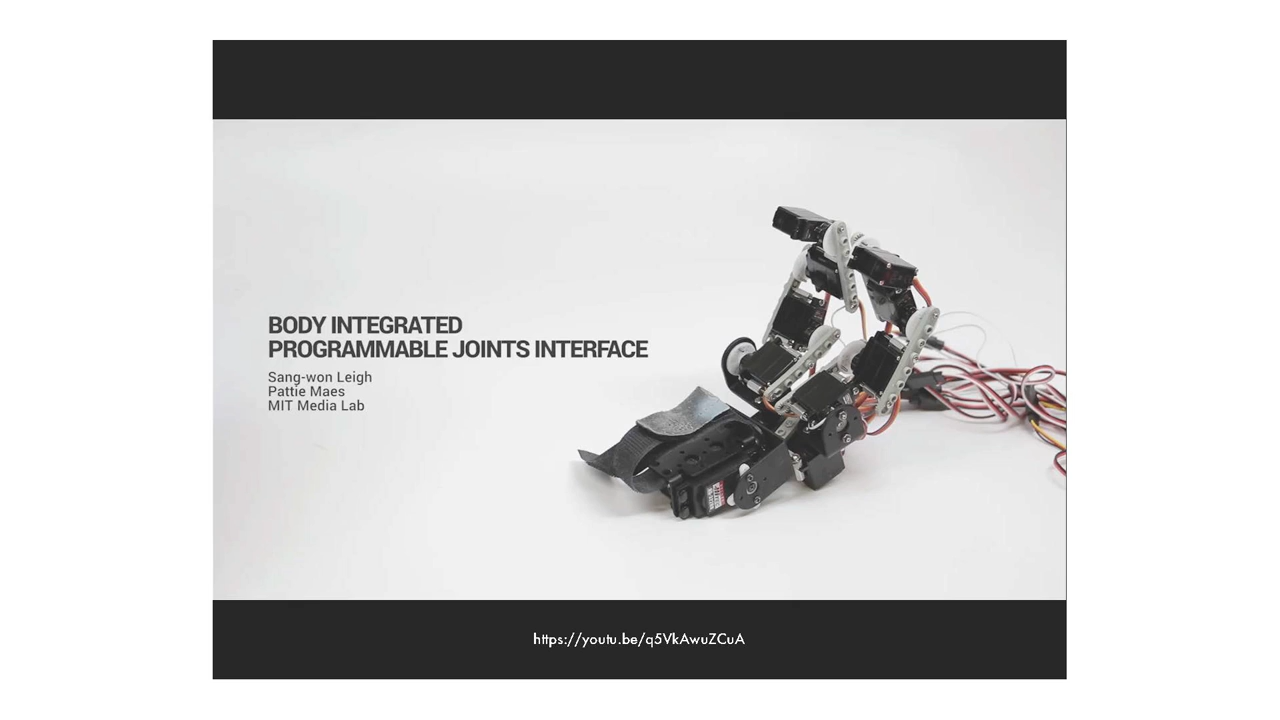 BODY INTEGRATED
PROGRAMMABLE JOINTS INTERFACE
Sang-won Leigh
Pattie Maes
MIT Media Lab
https://youtu.be/q5VkAwuZCuA